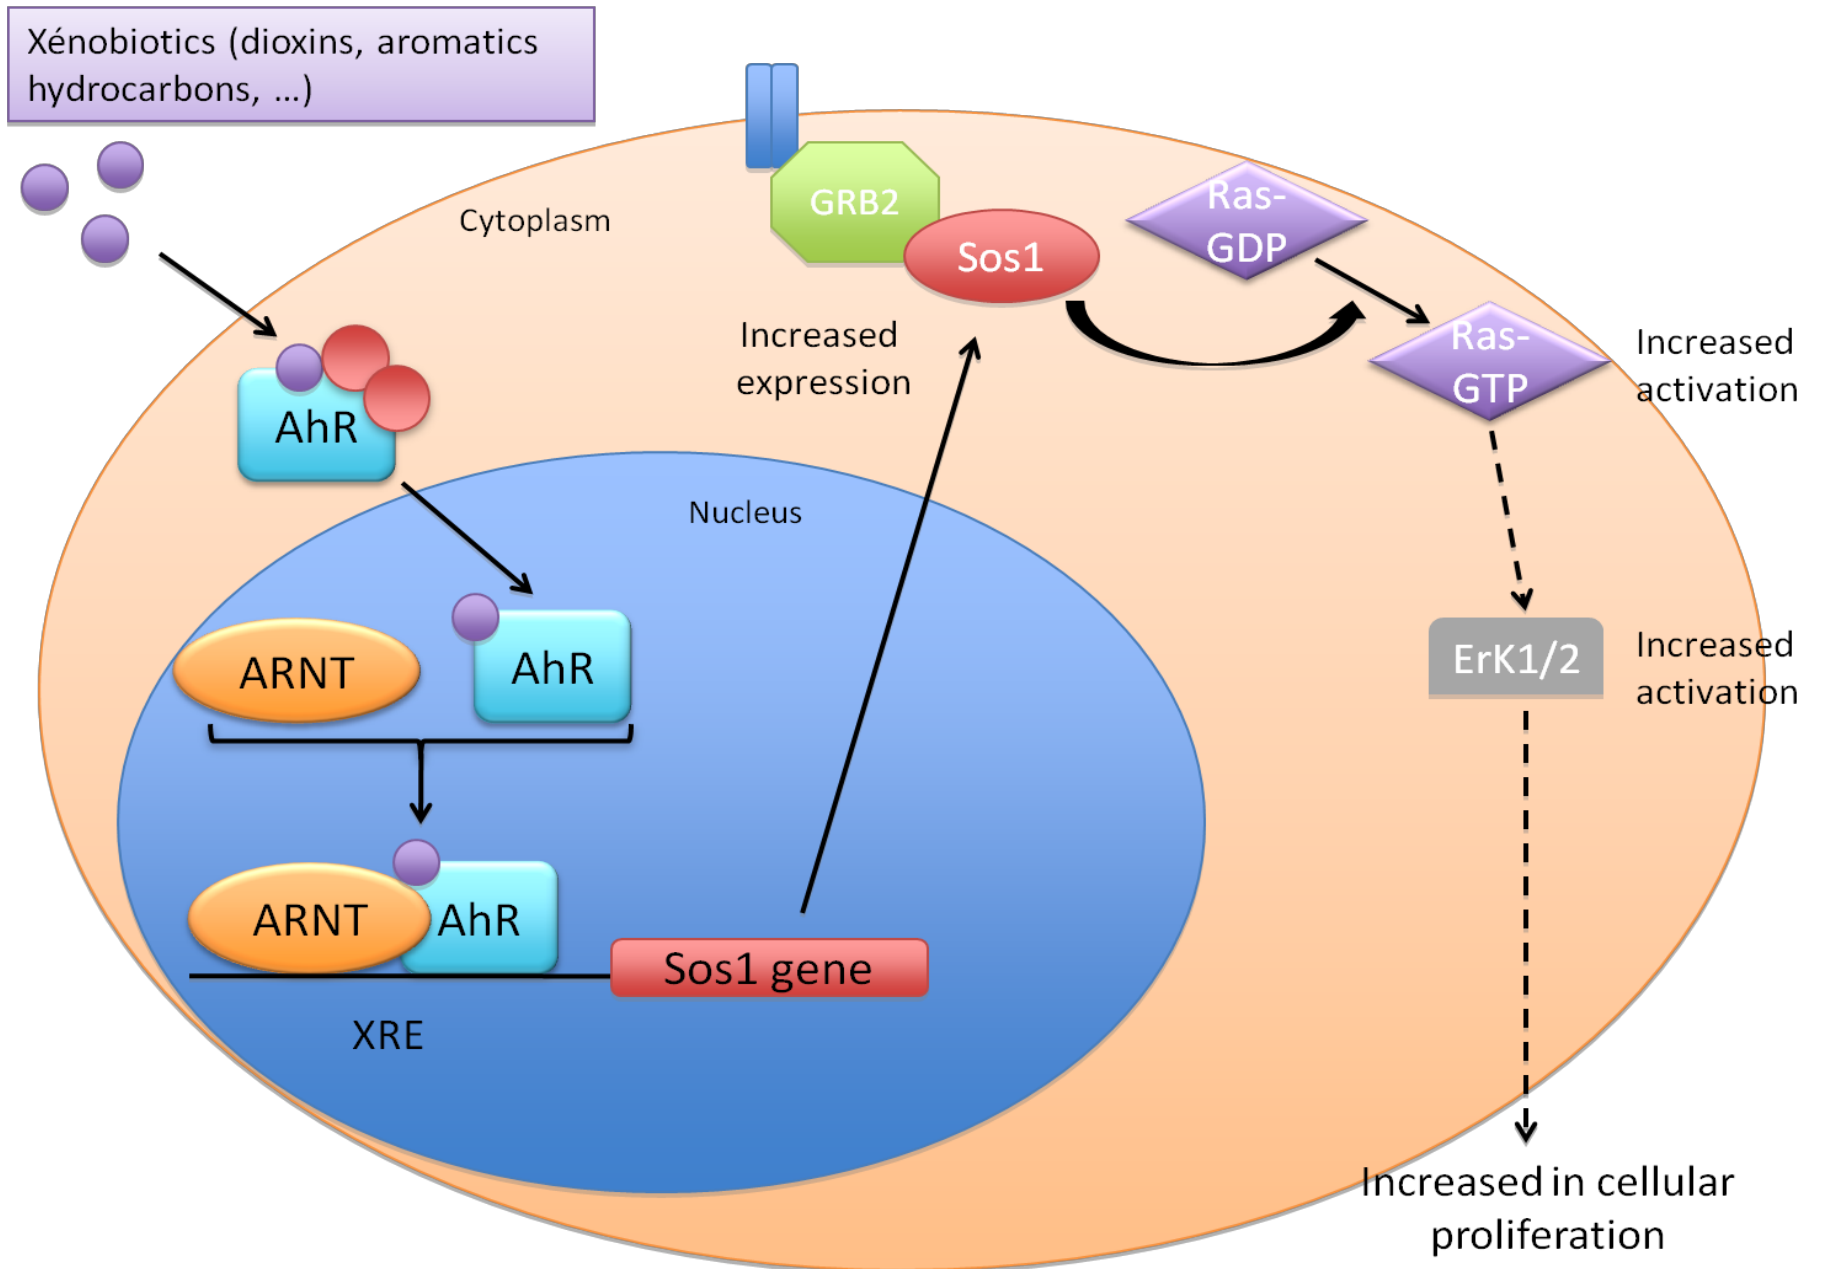 Xénobiotics (dioxins, aromatics
hydrocarbons, ...)
Cytoplasm
GRB2
Sos1
Ras-
GDP
Increased
expression
Ras-
GTP
Increased
activation
AhR
Nucleus
ARNT
AhR
ErK1/2
Increased
activation
ARNT
AhR
Sos1 gene
XRE
Increased in cellular
proliferation